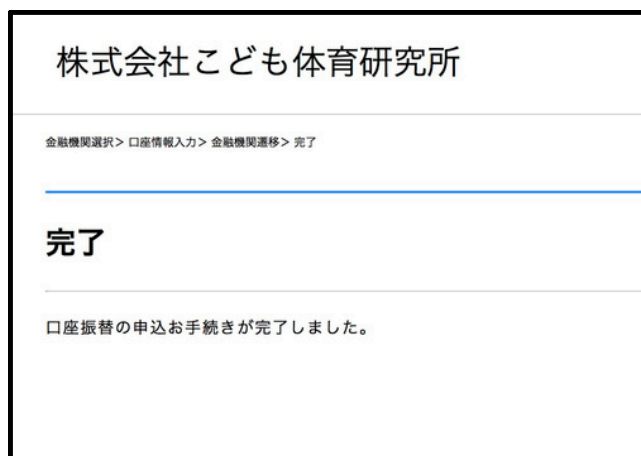 株式会社こども体育研究所
金融機関選択> 口座情報入力> 金融機関遷移> 完了
完了
口座振替の申込お手続きが完了しました。